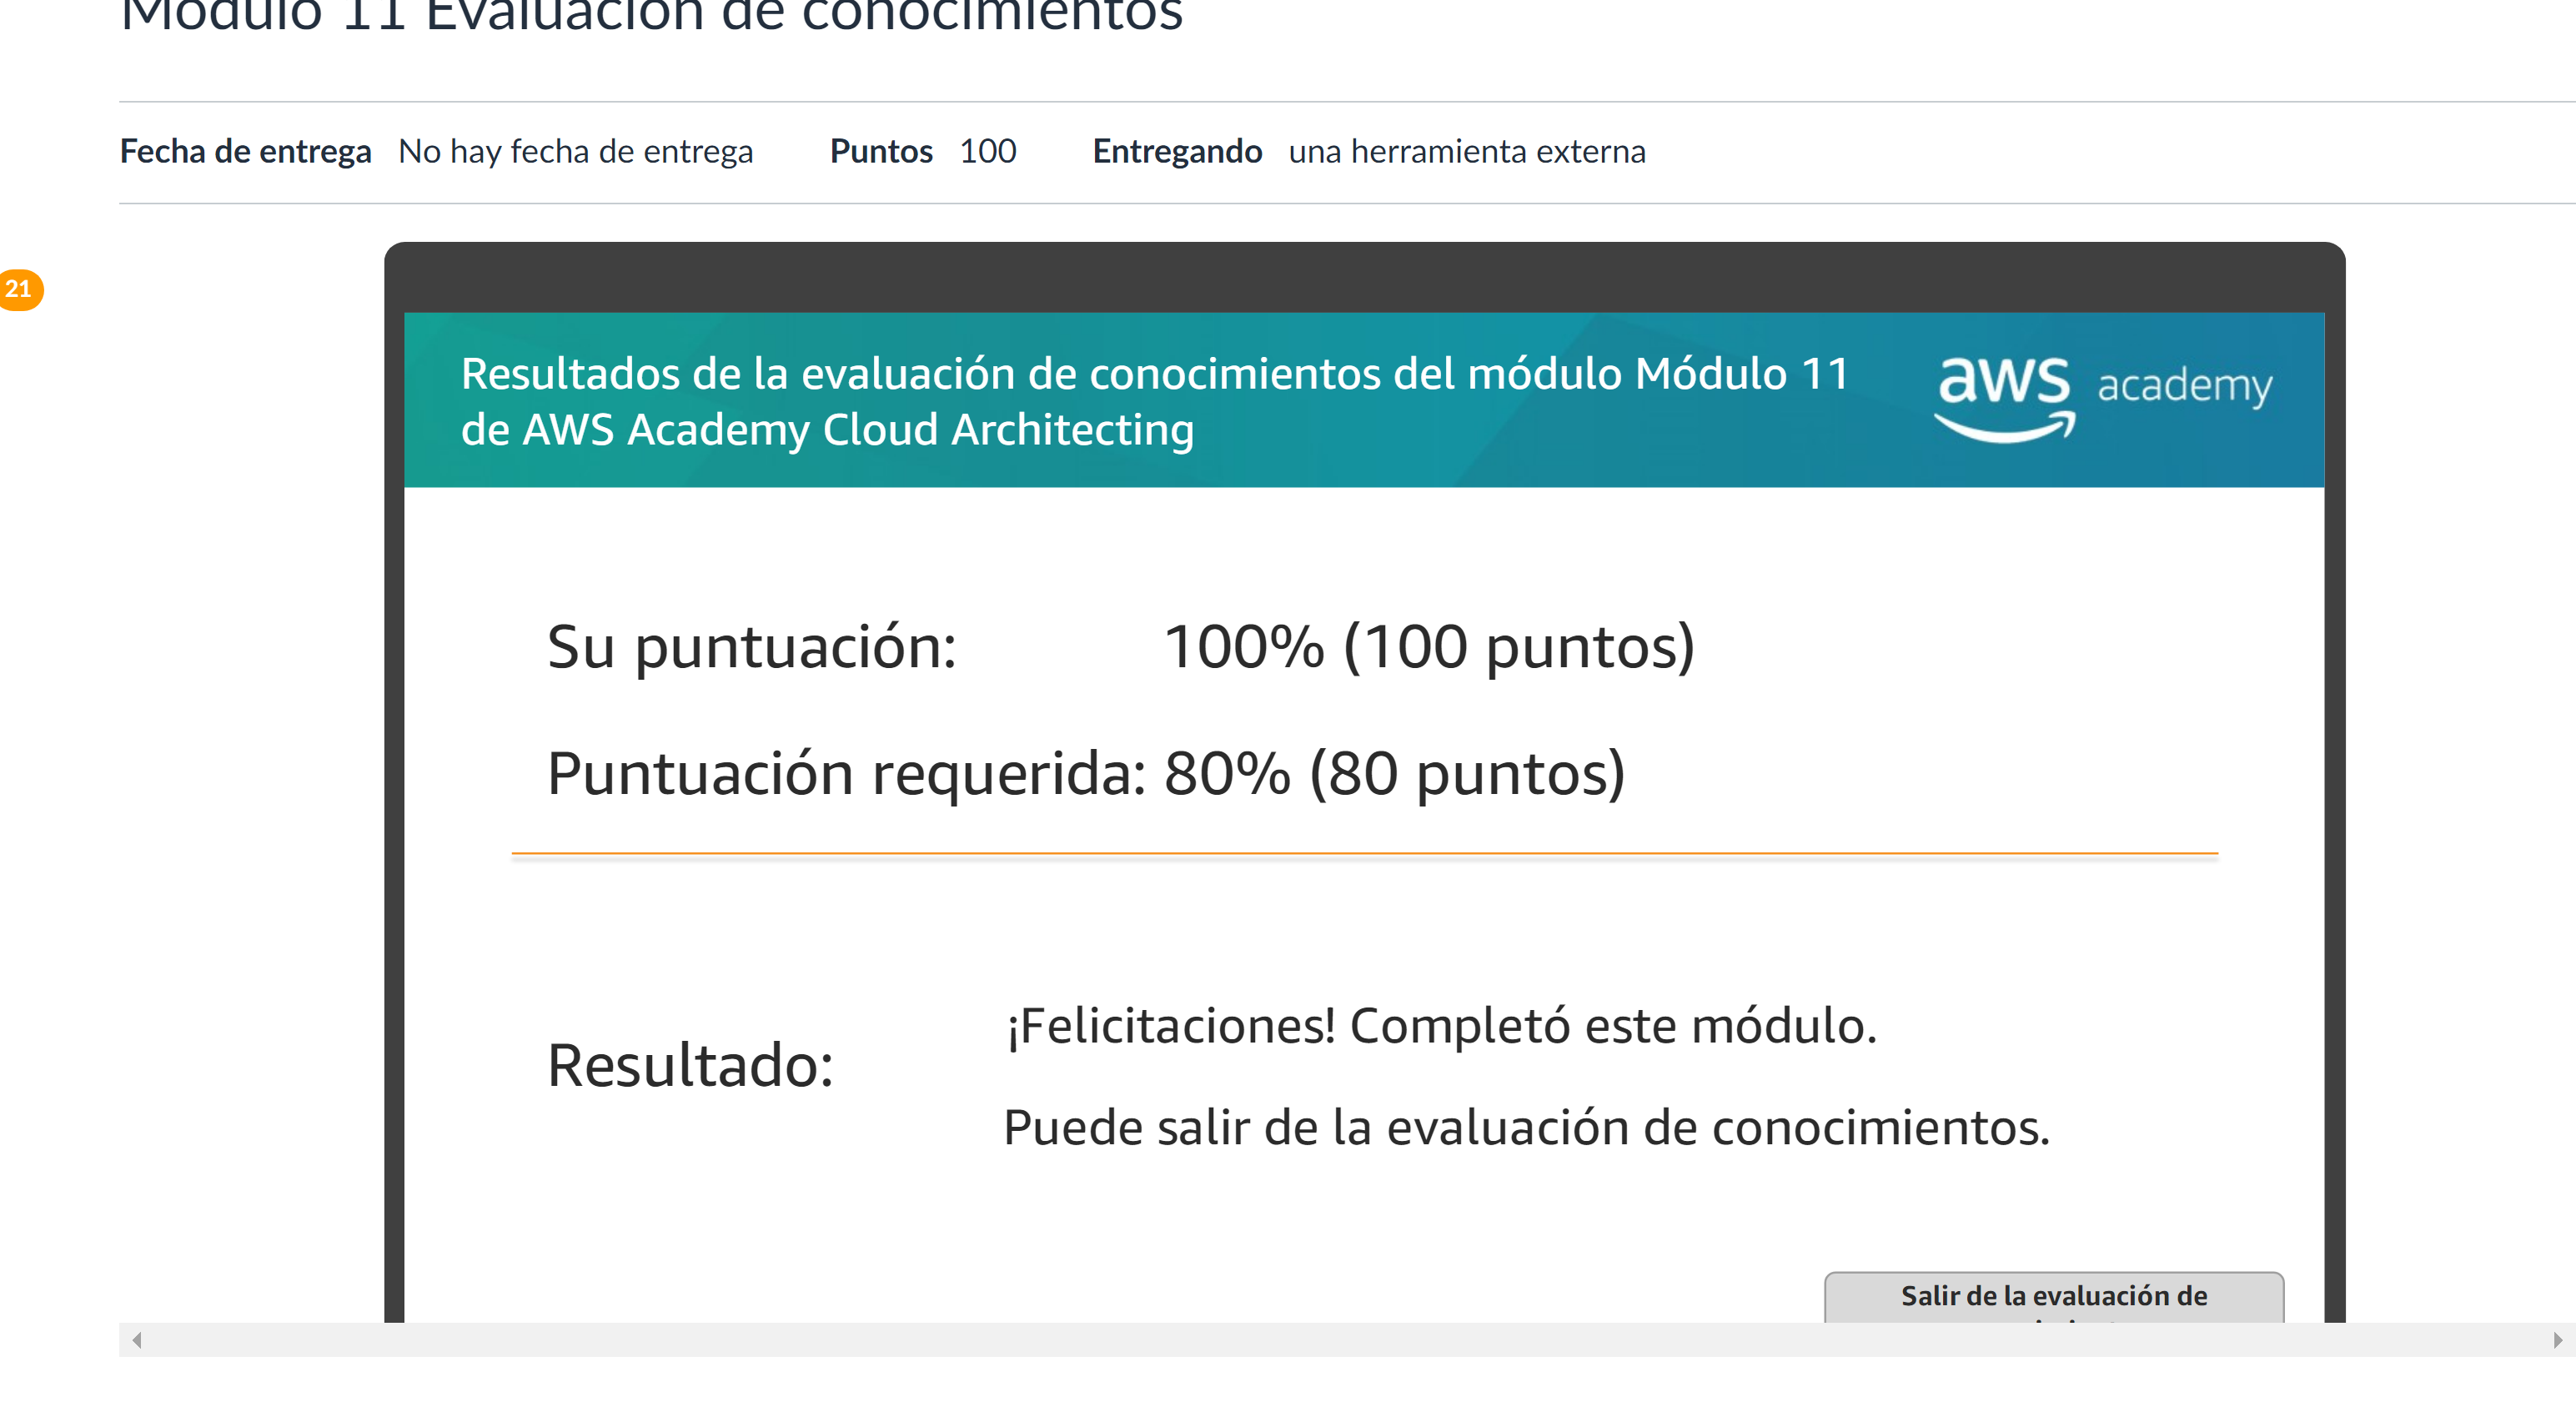 Módulo 11 Evaluación de conocimientos
Fecha de entrega No hay fecha de entrega Puntos 100 Entregando una herramienta externa
21
Resultados de la evaluación de conocimientos del módulo Módulo 11
de AWS Academy Cloud Architecting
aws academy
Su puntuación: 100% (100 puntos)
Puntuación requerida: 80% (80 puntos)
Resultado:
¡Felicitaciones! Completó este módulo.
Puede salir de la evaluación de conocimientos.
Salir de la evaluación de